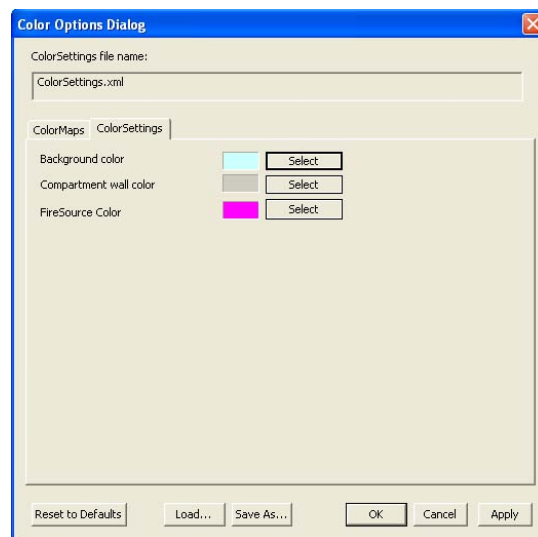 Color Options Dialog
ColorSettings file name:
ColorSettings.xml
ColorMaps ColorSettings
Background color Select
Compartment wall color Select
FireSource Color Select
Reset to Defaults Load... Save As... OK Cancel Apply